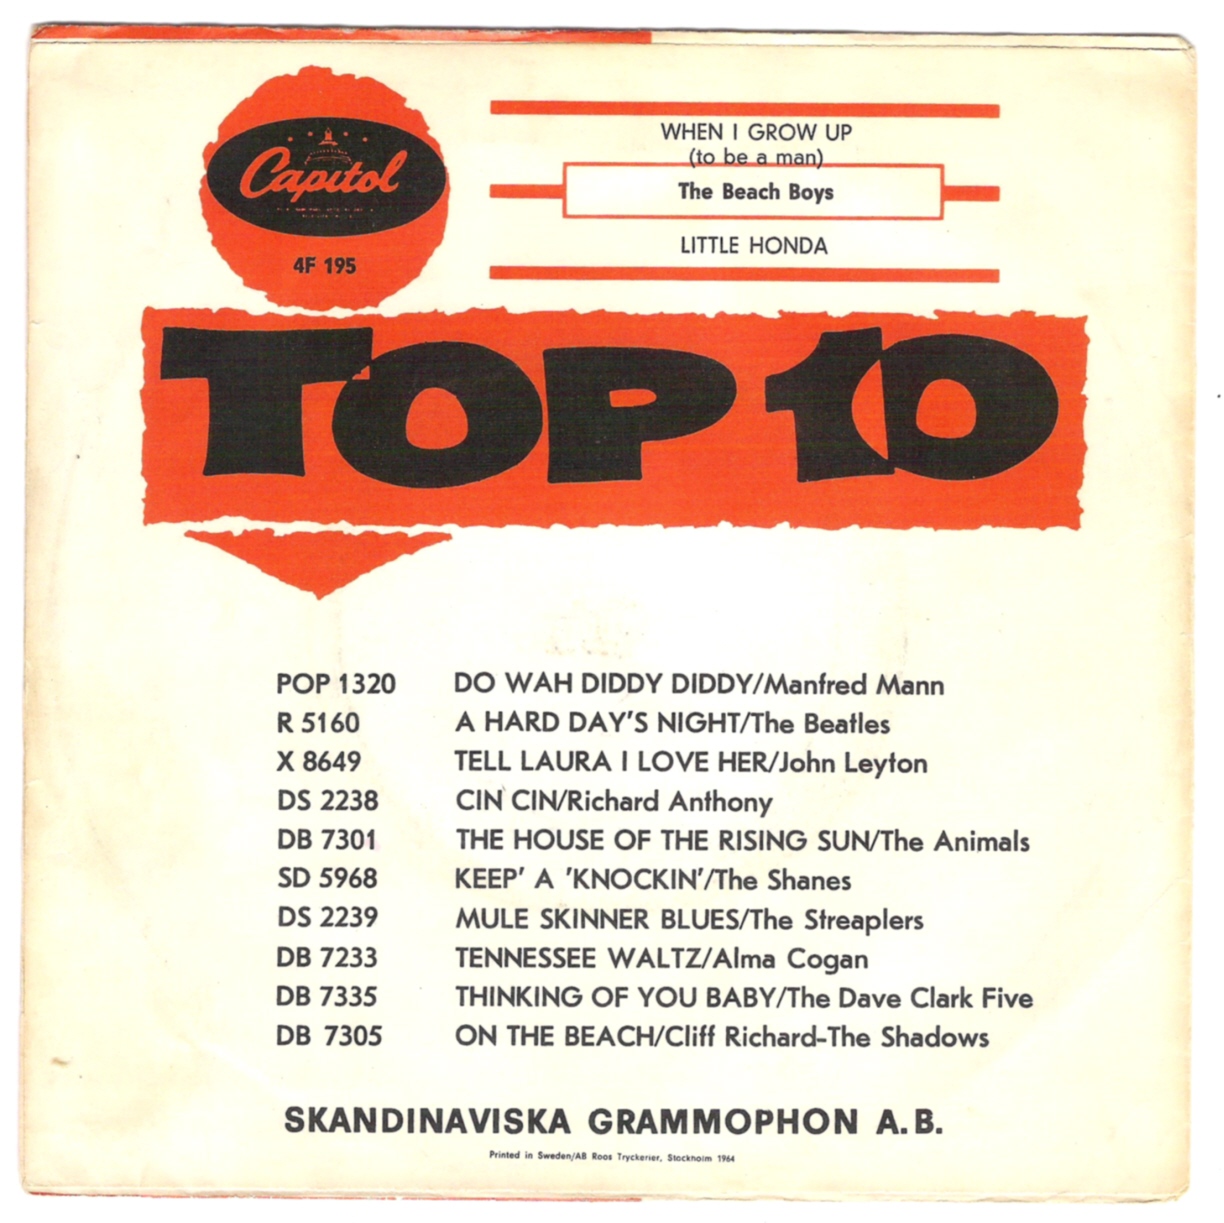 Capitol
4F 195
WHEN I GROW UP
(to be a man)
The Beach Boys
LITTLE HONDA
TOP 10
POP 1320 DO WAH DIDDY DIDDY/Manfred Mann
R 5160 A HARD DAY'S NIGHT/The Beatles
X 8649 TELL LAURA I LOVE HER/John Leyton
DS 2238 CIN CIN/Richard Anthony
DB 7301 THE HOUSE OF THE RISING SUN/The Animals
SD 5968 KEEP' A 'KNOCKIN'/The Shanes
DS 2239 MULE SKINNER BLUES/The Streaplers
DB 7233 TENNESSEE WALTZ/Alma Cogan
DB 7335 THINKING OF YOU BABY/The Dave Clark Five
DB 7305 ON THE BEACH/Cliff Richard-The Shadows
SKANDINAVISKA GRAMMOPHON A.B.
Printed in Sweden/AB Roos Tryckerier, Stockholm 1964